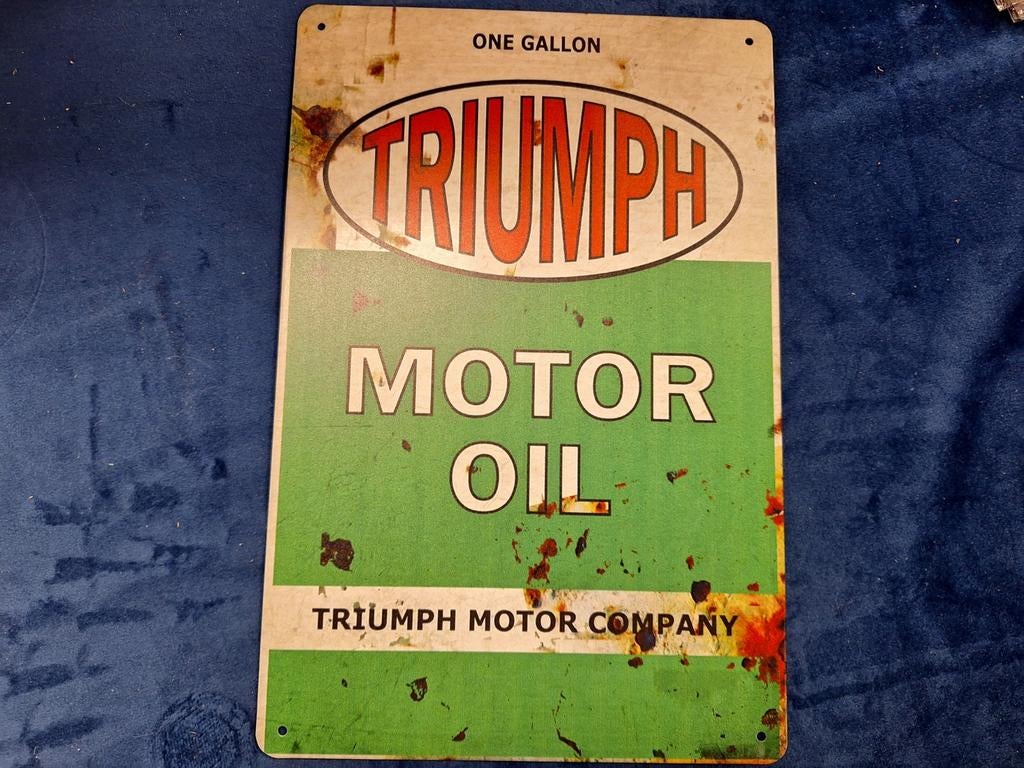 ONE GALLON
TRIUMPH
MOTOR
OIL
TRIUMPH MOTOR COMPANY